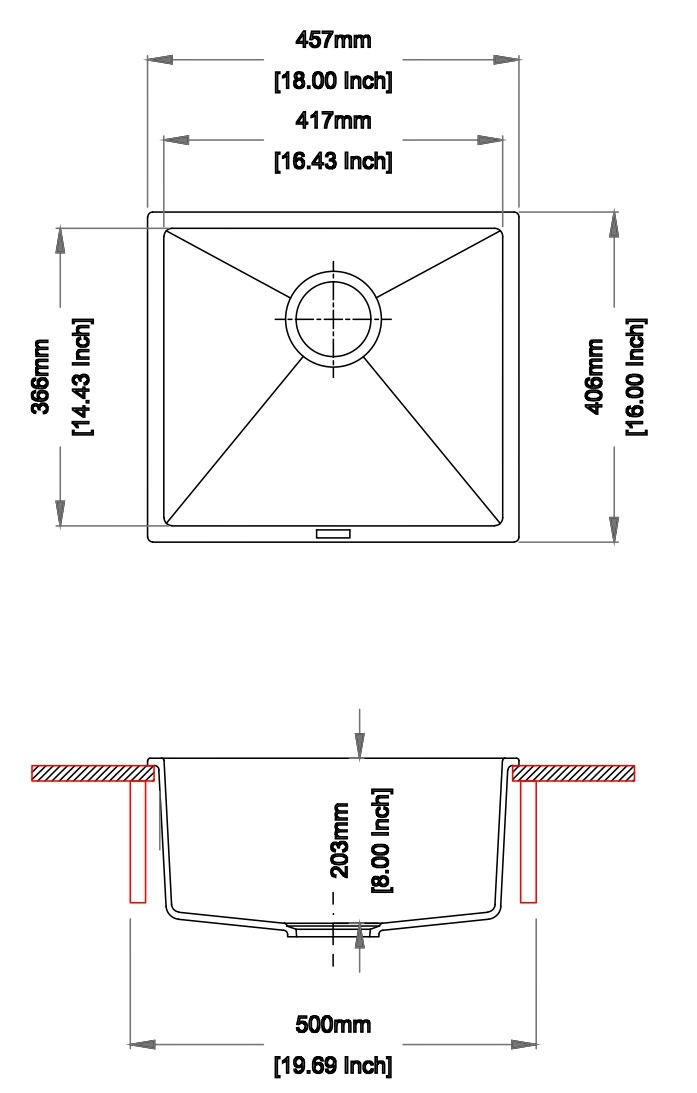 457mm
[18.00 Inch]
417mm
[16.43 Inch]
366mm
[14.43 Inch]
406mm
[16.00 Inch]
203mm
[8.00 Inch]
500mm
[19.69 Inch]